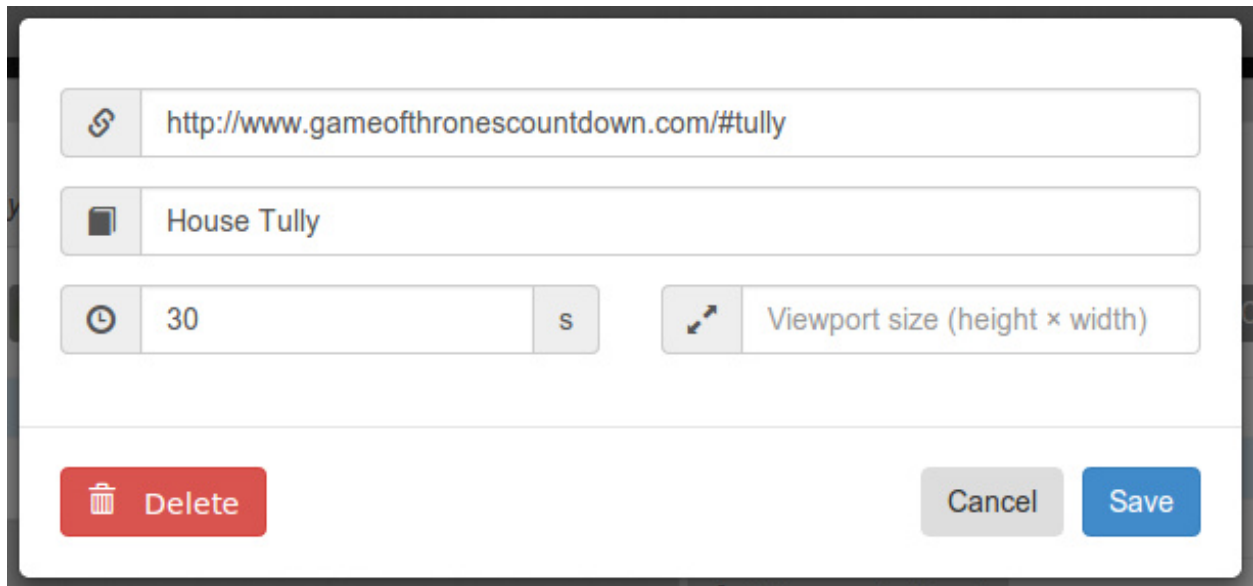 http://www.gameofthronescountdown.com/#tully
House Tully
30 s Viewport size (height × width)
Delete Cancel Save